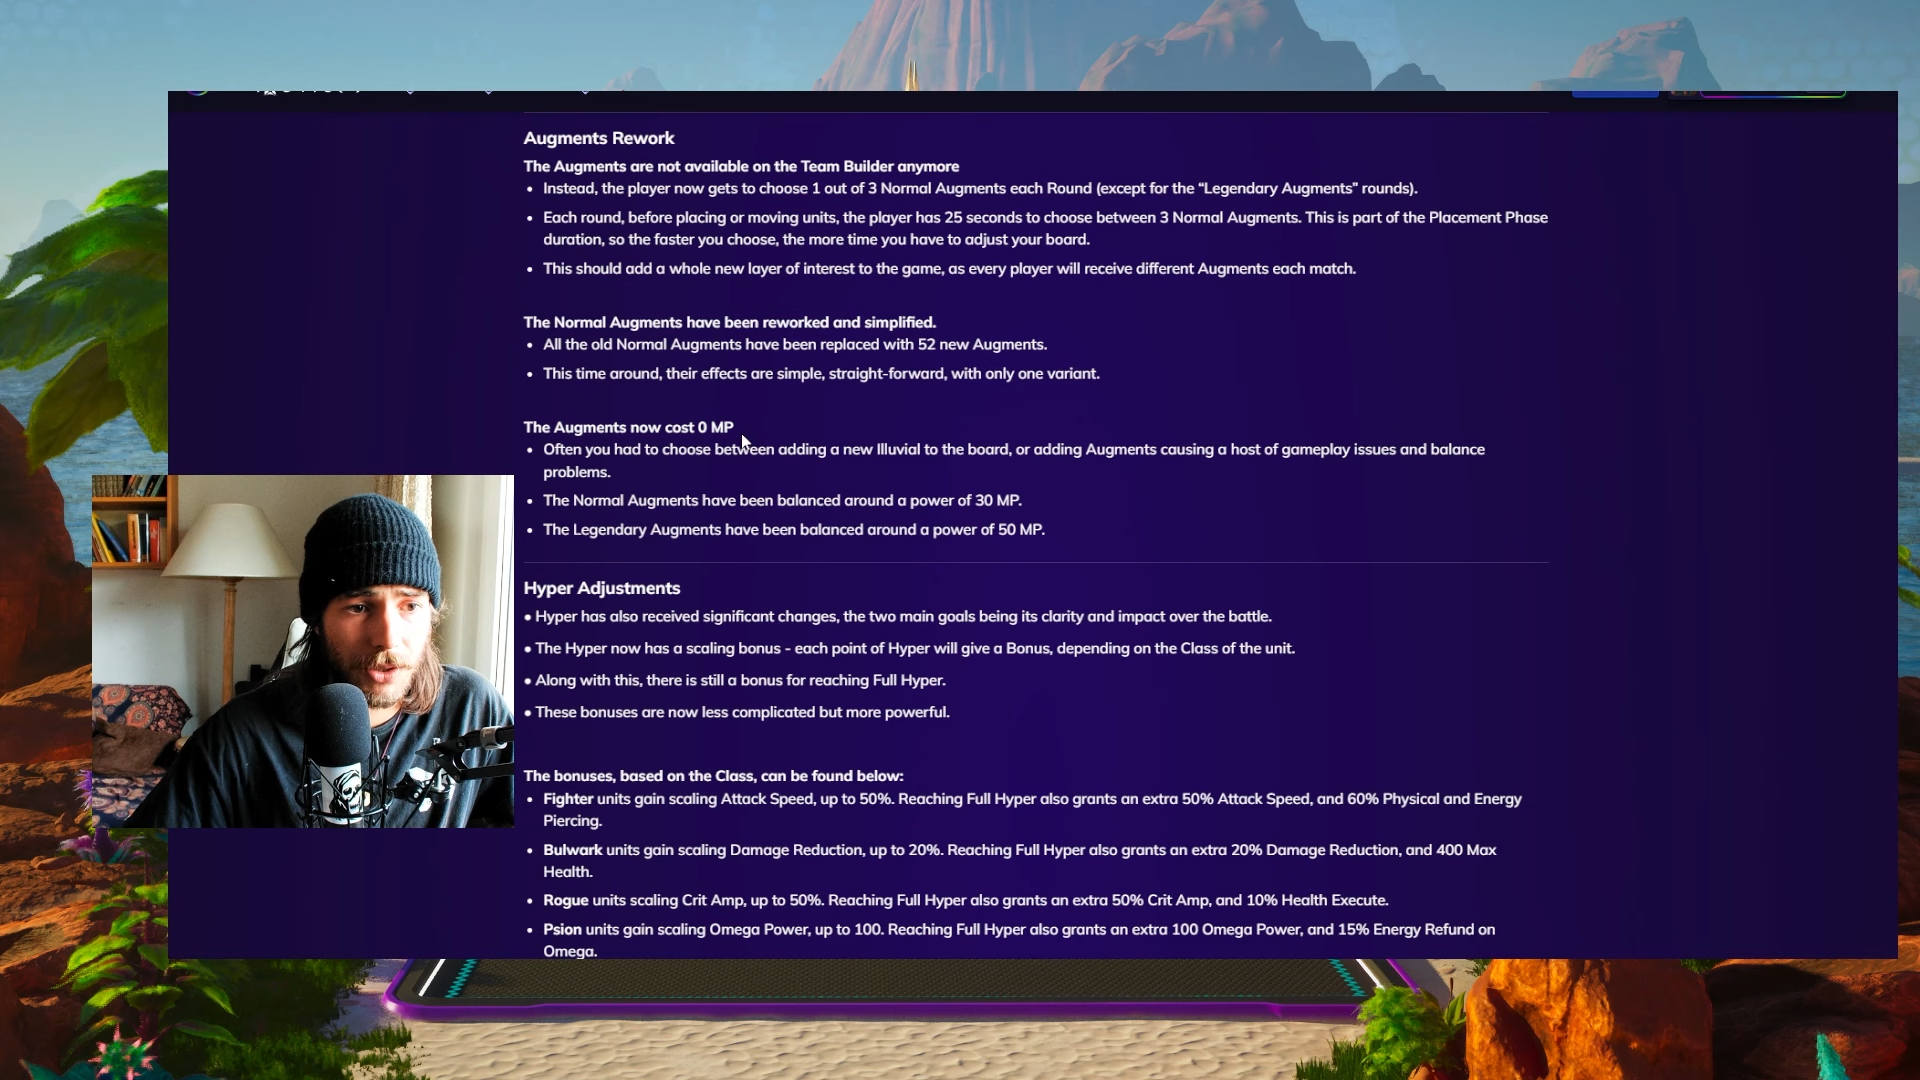 Augments Rework
The Augments are not available on the Team Builder anymore
• Instead, the player now gets to choose 1 out of 3 Normal Augments each Round (except for the “Legendary Augments” rounds).
• Each round, before placing or moving units, the player has 25 seconds to choose between 3 Normal Augments. This is part of the Placement Phase
duration, so the faster you choose, the more time you have to adjust your board.
• This should add a whole new layer of interest to the game, as every player will receive different Augments each match.
The Normal Augments have been reworked and simplified.
• All the old Normal Augments have been replaced with 52 new Augments.
• This time around, their effects are simple, straight-forward, with only one variant.
The Augments now cost 0 MP
• Often you had to choose between adding a new Illuvial to the board, or adding Augments causing a host of gameplay issues and balance
problems.
• The Normal Augments have been balanced around a power of 30 MP.
• The Legendary Augments have been balanced around a power of 50 MP.
Hyper Adjustments
• Hyper has also received significant changes, the two main goals being its clarity and impact over the battle.
• The Hyper now has a scaling bonus - each point of Hyper will give a Bonus, depending on the Class of the unit.
• Along with this, there is still a bonus for reaching Full Hyper.
• These bonuses are now less complicated but more powerful.
The bonuses, based on the Class, can be found below:
• Fighter units gain scaling Attack Speed, up to 50%. Reaching Full Hyper also grants an extra 50% Attack Speed, and 60% Physical and Energy
Piercing.
• Bulwark units gain scaling Damage Reduction, up to 20%. Reaching Full Hyper also grants an extra 20% Damage Reduction, and 400 Max
Health.
• Rogue units scaling Crit Amp, up to 50%. Reaching Full Hyper also grants an extra 50% Crit Amp, and 10% Health Execute.
• Psion units gain scaling Omega Power, up to 100. Reaching Full Hyper also grants an extra 100 Omega Power, and 15% Energy Refund on
Omega.